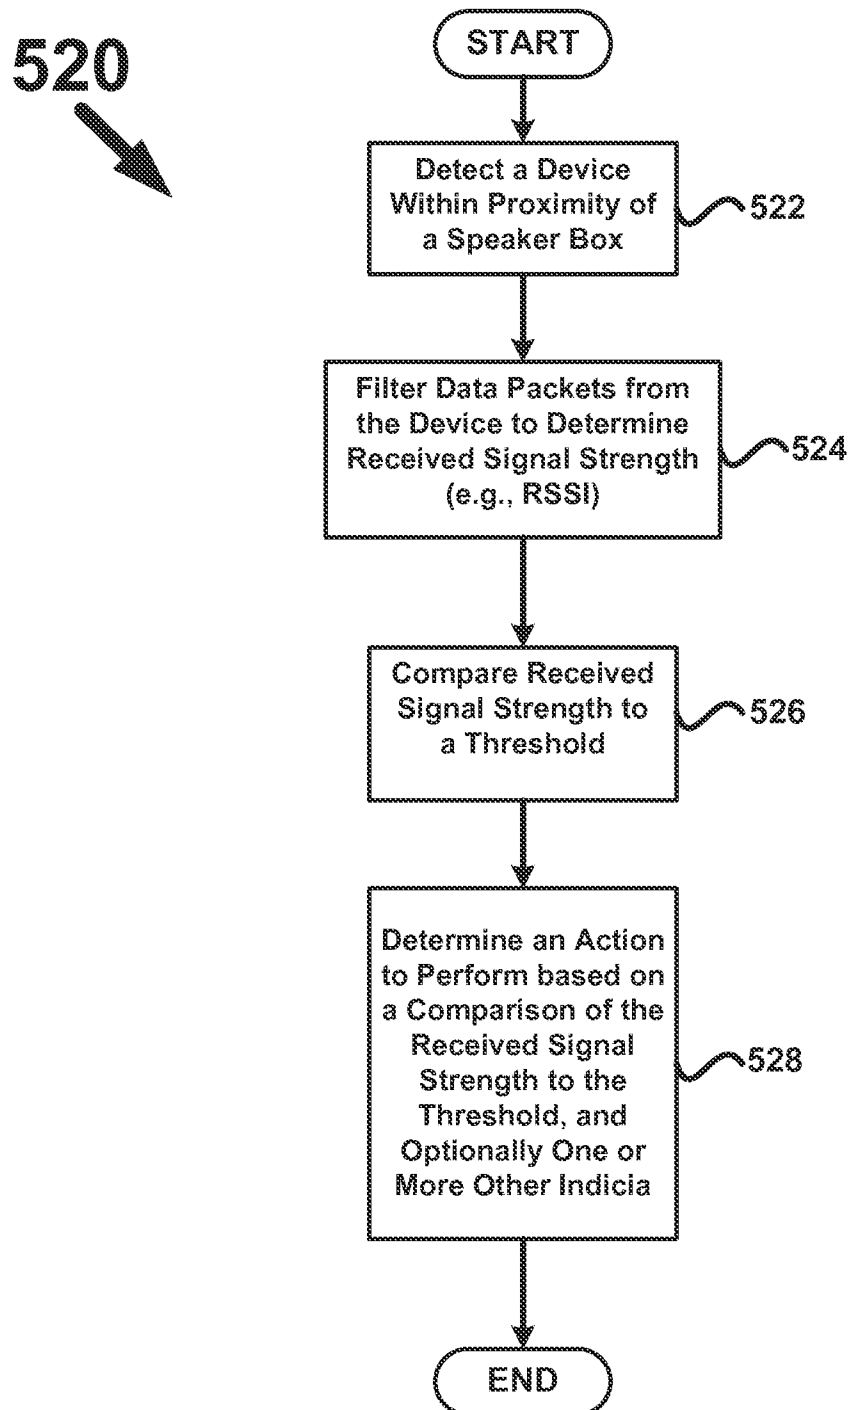 520
START
Detect a Device
Within Proximity of
a Speaker Box
522
Filter Data Packets from
the Device to Determine
Received Signal Strength
(e.g., RSSI)
524
Compare Received
Signal Strength to
a Threshold
526
Determine an Action
to Perform based on
a Comparison of the
Received Signal
Strength to the
Threshold, and
Optionally One or
More Other Indicia
528
END